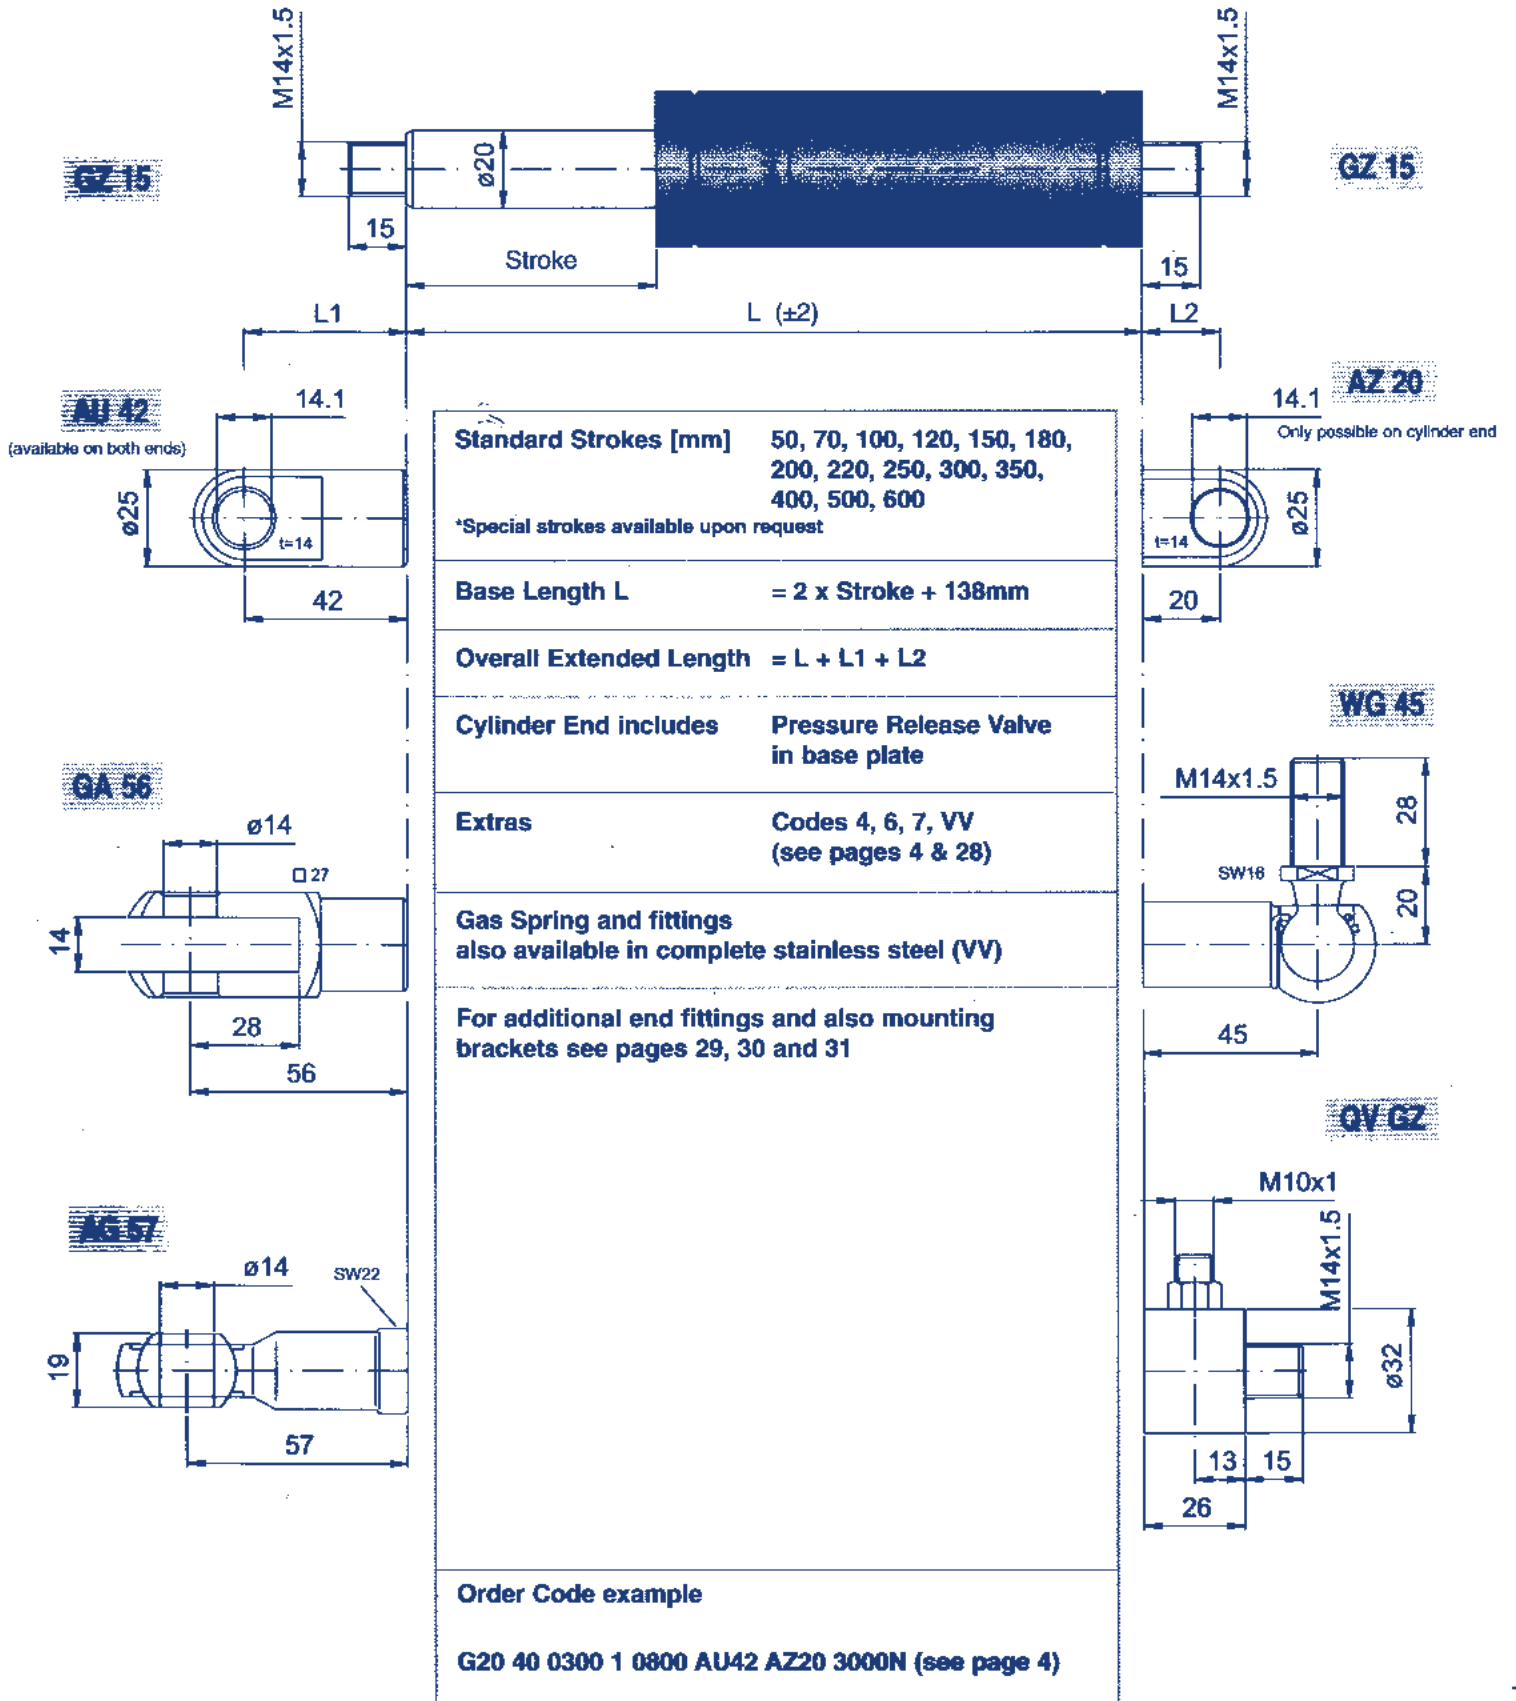 M14x1.5
M14x1.5
GZ 15
ø20
GZ 15
15
Stroke
15
L1
L (±2)
L2
AU 42
(available on both ends)
14.1
ø25
t=14
42
AZ 20
14.1
Only possible on cylinder end
ø25
t=14
20
Standard Strokes [mm] 50, 70, 100, 120, 150, 180,
200, 220, 250, 300, 350,
400, 500, 600
*Special strokes available upon request
Base Length L = 2 x Stroke + 138mm
Overall Extended Length = L + L1 + L2
Cylinder End includes Pressure Release Valve
in base plate
Extras Codes 4, 6, 7, VV
(see pages 4 & 28)
Gas Spring and fittings
also available in complete stainless steel (VV)
For additional end fittings and also mounting
brackets see pages 29, 30 and 31
GA 56
ø14
27
14
28
56
WG 45
M14x1.5
28
SW18
20
45
AG 57
ø14
SW22
19
57
QV GZ
M10x1
M14x1.5
ø32
13
15
26
Order Code example
G20 40 0300 1 0800 AU42 AZ20 3000N (see page 4)